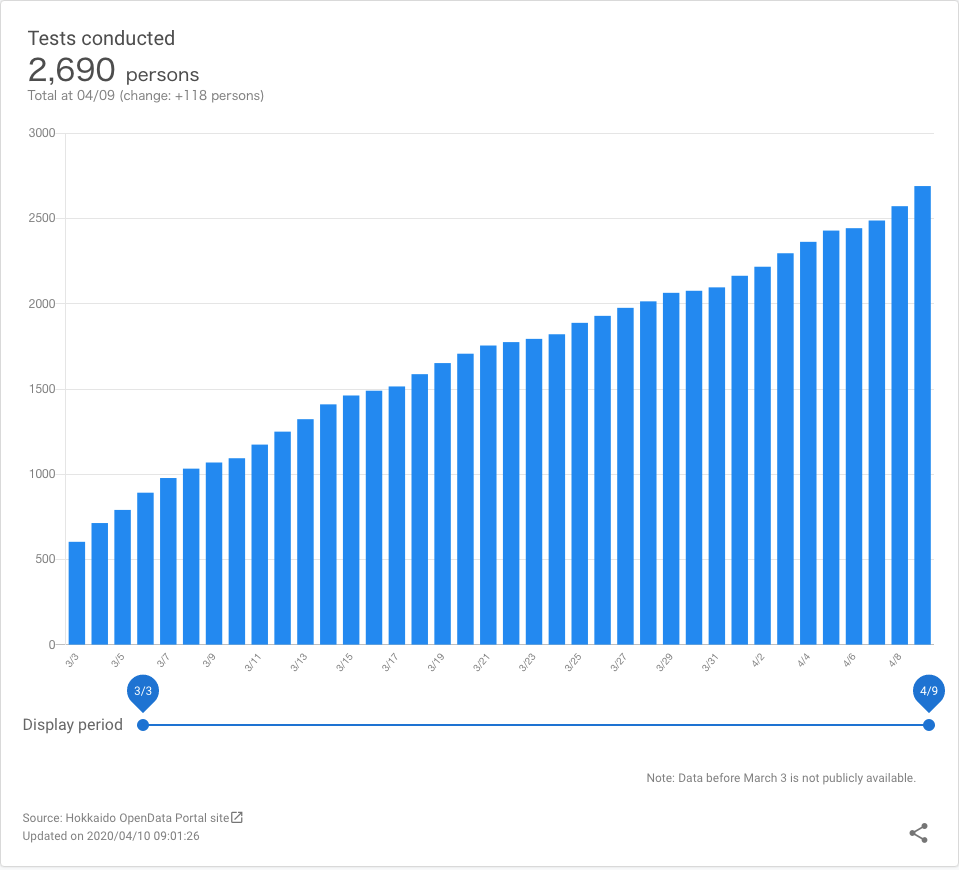 Tests conducted
2,690 persons
Total at 04/09 (change: +118 persons)
3000
2500
2000
1500
1000
500
0
3/3 3/5 3/7 3/9 3/11 3/13 3/15 3/17 3/19 3/21 3/23 3/25 3/27 3/29 3/31 4/2 4/4 4/6 4/8
3/3 4/9
Display period
Note: Data before March 3 is not publicly available.
Source: Hokkaido OpenData Portal site
Updated on 2020/04/10 09:01:26